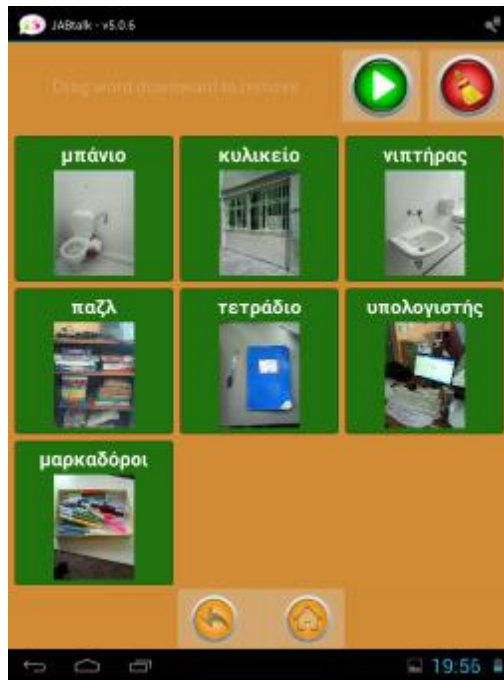 JABtalk - v5.0.6
Drag word downward to remove
μπάνιο
κυλικείο
νιπτήρας
παζλ
τετράδιο
υπολογιστής
μαρκαδόροι
19:56